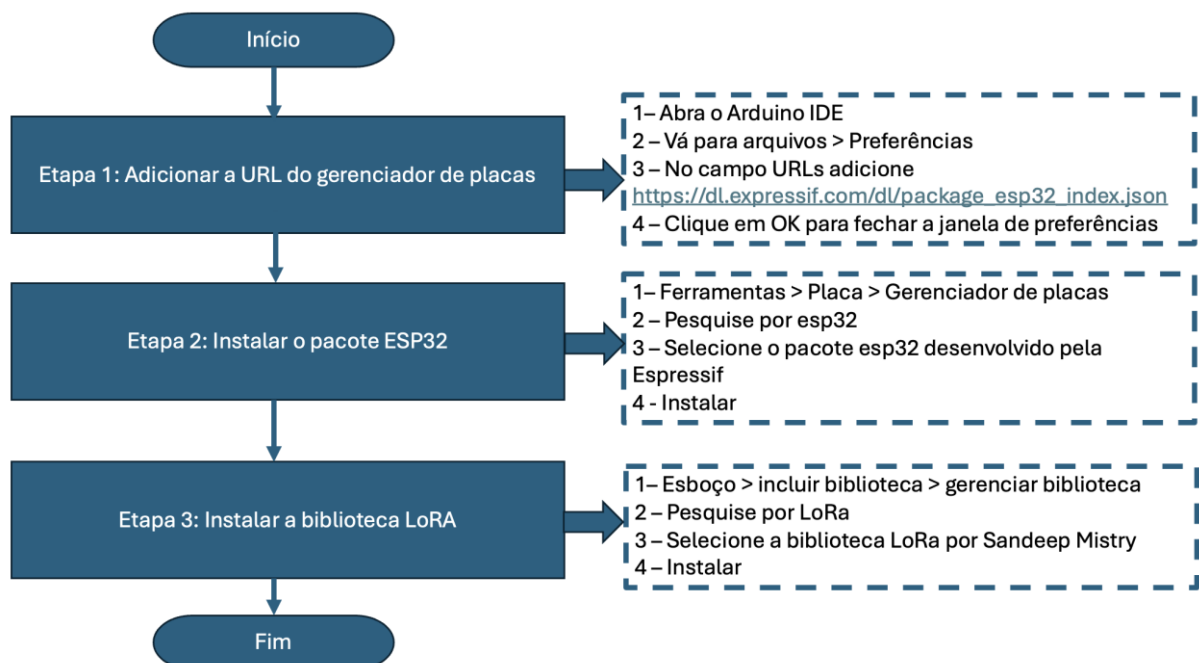 Início
Etapa 1: Adicionar a URL do gerenciador de placas
1– Abra o Arduino IDE
2 – Vá para arquivos > Preferências
3 – No campo URLs adicione
https://dl.expressif.com/dl/package_esp32_index.json
4 – Clique em OK para fechar a janela de preferências
Etapa 2: Instalar o pacote ESP32
1– Ferramentas > Placa > Gerenciador de placas
2 – Pesquise por esp32
3 – Selecione o pacote esp32 desenvolvido pela
Espressif
4 - Instalar
Etapa 3: Instalar a biblioteca LoRA
1– Esboço > incluir biblioteca > gerenciar biblioteca
2 – Pesquise por LoRa
3 – Selecione a biblioteca LoRa por Sandeep Mistry
4 – Instalar
Fim